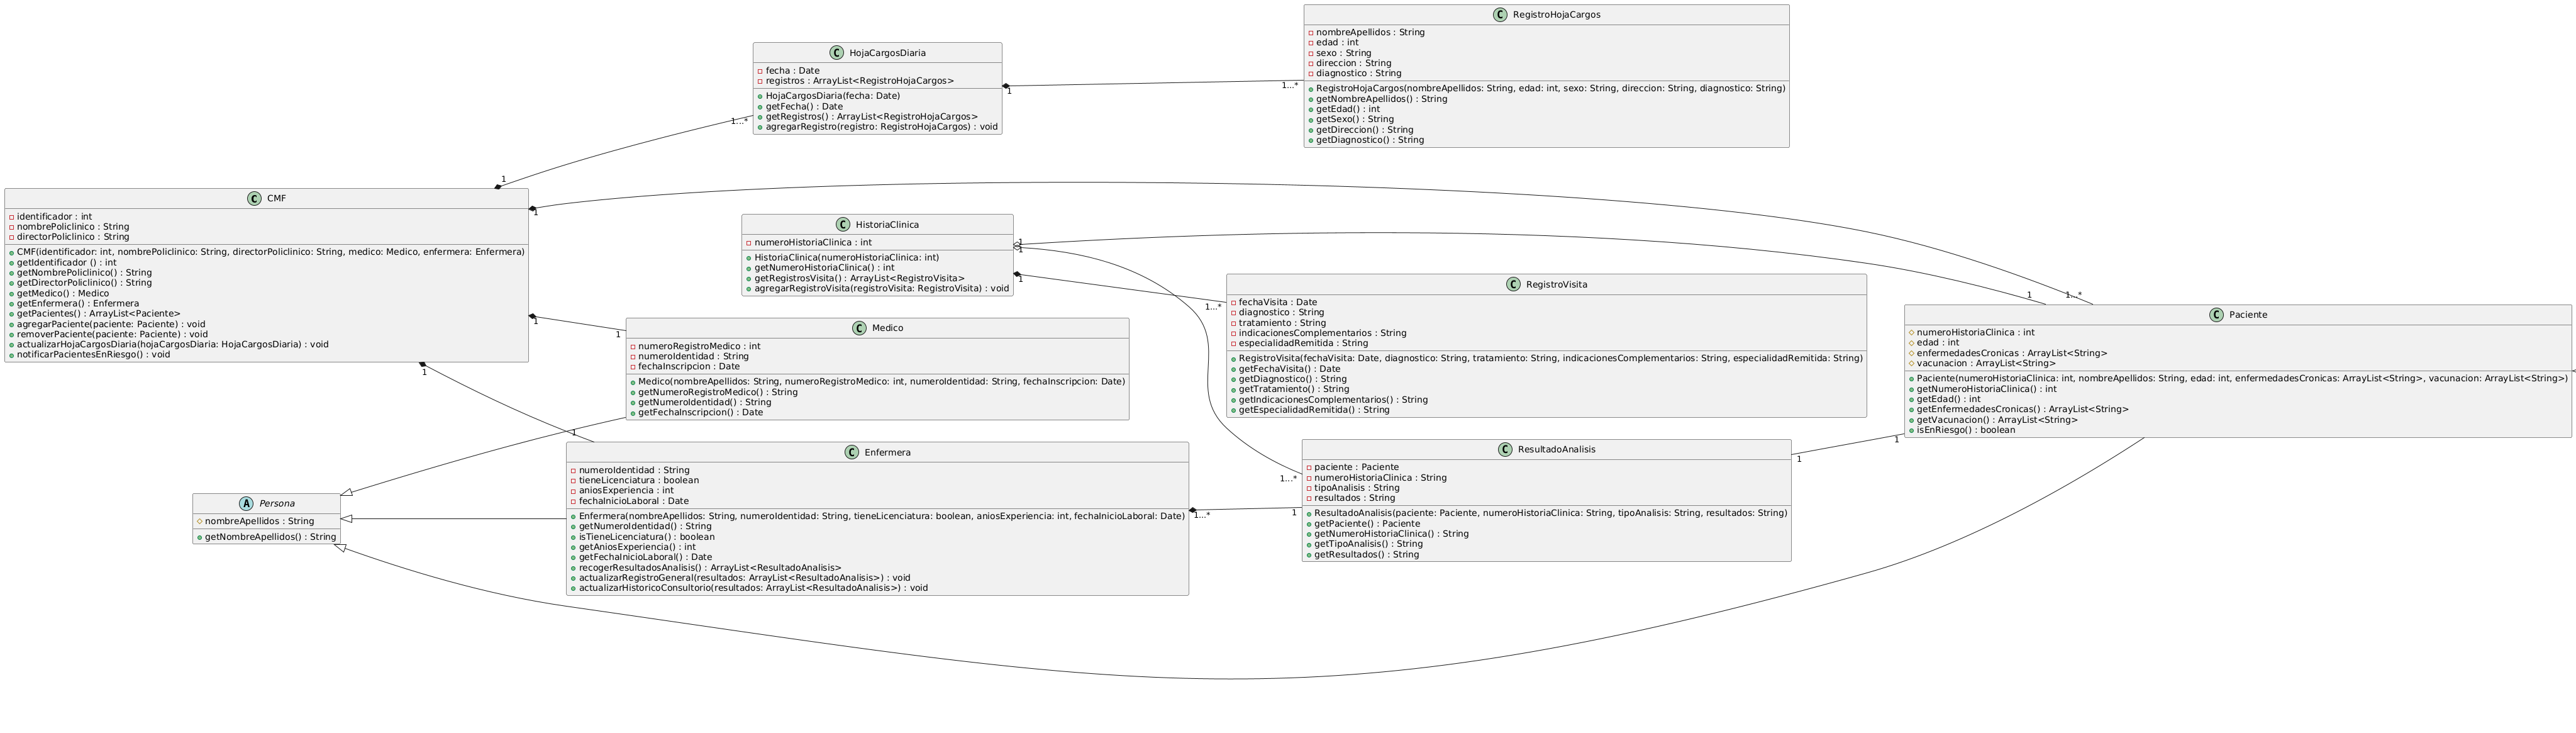 C RegistroHojaCargos
nombreApellidos : String
edad : int
sexo : String
direccion : String
diagnostico : String
RegistroHojaCargos(nombreApellidos: String, edad: int, sexo: String, direccion: String, diagnostico: String)
getNombreApellidos() : String
getEdad() : int
getSexo() : String
getDireccion() : String
getDiagnostico() : String
C HojaCargosDiaria
fecha : Date
registros : ArrayList<RegistroHojaCargos>
HojaCargosDiaria(fecha: Date)
getFecha() : Date
getRegistros() : ArrayList<RegistroHojaCargos>
agregarRegistro(registro: RegistroHojaCargos) : void
1
1...*
1...*
1
C CMF
identificador : int
nombrePoliclinico : String
directorPoliclinico : String
CMF(identificador: int, nombrePoliclinico: String, directorPoliclinico: String, medico: Medico, enfermera: Enfermera)
getIdentificador () : int
getNombrePoliclinico() : String
getDirectorPoliclinico() : String
getMedico() : Medico
getEnfermera() : Enfermera
getPacientes() : ArrayList<Paciente>
agregarPaciente(paciente: Paciente) : void
removerPaciente(paciente: Paciente) : void
actualizarHojaCargosDiaria(hojaCargosDiaria: HojaCargosDiaria) : void
notificarPacientesEnRiesgo() : void
1
1
1
C HistoriaClinica
numeroHistoriaClinica : int
HistoriaClinica(numeroHistoriaClinica: int)
getNumeroHistoriaClinica() : int
getRegistrosVisita() : ArrayList<RegistroVisita>
agregarRegistroVisita(registroVisita: RegistroVisita) : void
1
1
1
C RegistroVisita
fechaVisita : Date
diagnostico : String
tratamiento : String
indicacionesComplementarios : String
especialidadRemitida : String
RegistroVisita(fechaVisita: Date, diagnostico: String, tratamiento: String, indicacionesComplementarios: String, especialidadRemitida: String)
getFechaVisita() : Date
getDiagnostico() : String
getTratamiento() : String
getIndicacionesComplementarios() : String
getEspecialidadRemitida() : String
1...*
1
1...*
C Paciente
numeroHistoriaClinica : int
edad : int
enfermedadesCronicas : ArrayList<String>
vacunacion : ArrayList<String>
Paciente(numeroHistoriaClinica: int, nombreApellidos: String, edad: int, enfermedadesCronicas: ArrayList<String>, vacunacion: ArrayList<String>)
getNumeroHistoriaClinica() : int
getEdad() : int
getEnfermedadesCronicas() : ArrayList<String>
getVacunacion() : ArrayList<String>
isEnRiesgo() : boolean
1
C Medico
numeroRegistroMedico : int
numeroIdentidad : String
fechaInscripcion : Date
Medico(nombreApellidos: String, numeroRegistroMedico: int, numeroIdentidad: String, fechaInscripcion: Date)
getNumeroRegistroMedico() : String
getNumeroIdentidad() : String
getFechaInscripcion() : Date
1
C Enfermera
numeroIdentidad : String
tieneLicenciatura : boolean
aniosExperiencia : int
fechaInicioLaboral : Date
Enfermera(nombreApellidos: String, numeroIdentidad: String, tieneLicenciatura: boolean, aniosExperiencia: int, fechaInicioLaboral: Date)
getNumeroIdentidad() : String
isTieneLicenciatura() : boolean
getAniosExperiencia() : int
getFechaInicioLaboral() : Date
recogerResultadosAnalisis() : ArrayList<ResultadoAnalisis>
actualizarRegistroGeneral(resultados: ArrayList<ResultadoAnalisis>) : void
actualizarHistoricoConsultorio(resultados: ArrayList<ResultadoAnalisis>) : void
1...*
1
1...*
C ResultadoAnalisis
paciente : Paciente
numeroHistoriaClinica : String
tipoAnalisis : String
resultados : String
ResultadoAnalisis(paciente: Paciente, numeroHistoriaClinica: String, tipoAnalisis: String, resultados: String)
getPaciente() : Paciente
getNumeroHistoriaClinica() : String
getTipoAnalisis() : String
getResultados() : String
1
1
A Persona
nombreApellidos : String
getNombreApellidos() : String